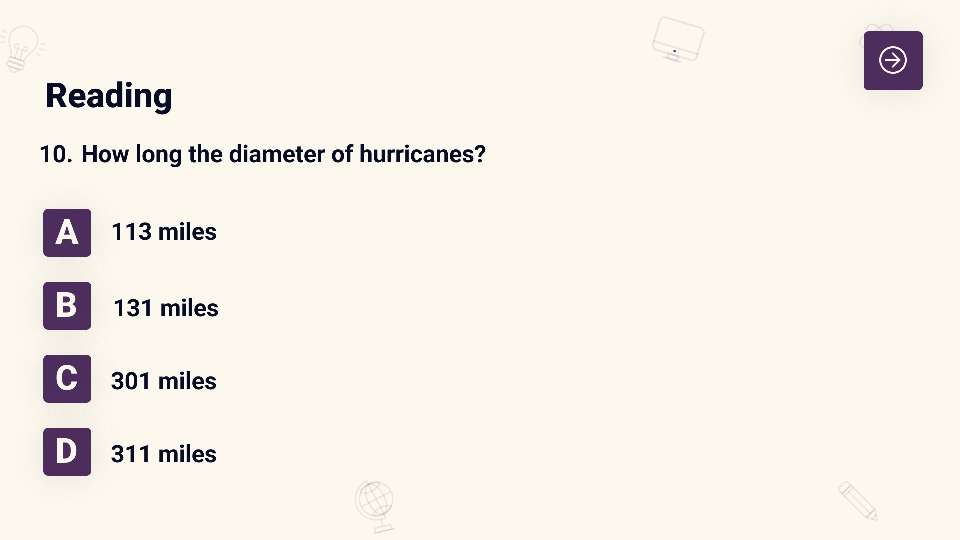 Reading
10. How long the diameter of hurricanes?
A 113 miles
B 131 miles
C 301 miles
D 311 miles